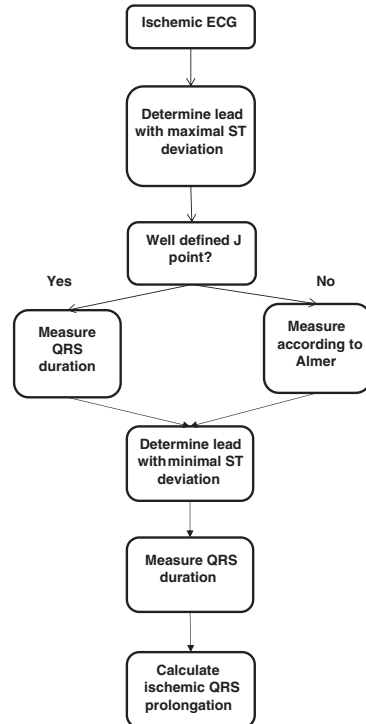 Ischemic ECG
Determine lead
with maximal ST
deviation
Well defined J
point?
Yes
No
Measure
QRS
duration
Measure
according to
Almer
Determine lead
with minimal ST
deviation
Measure QRS
duration
Calculate
ischemic QRS
prolongation